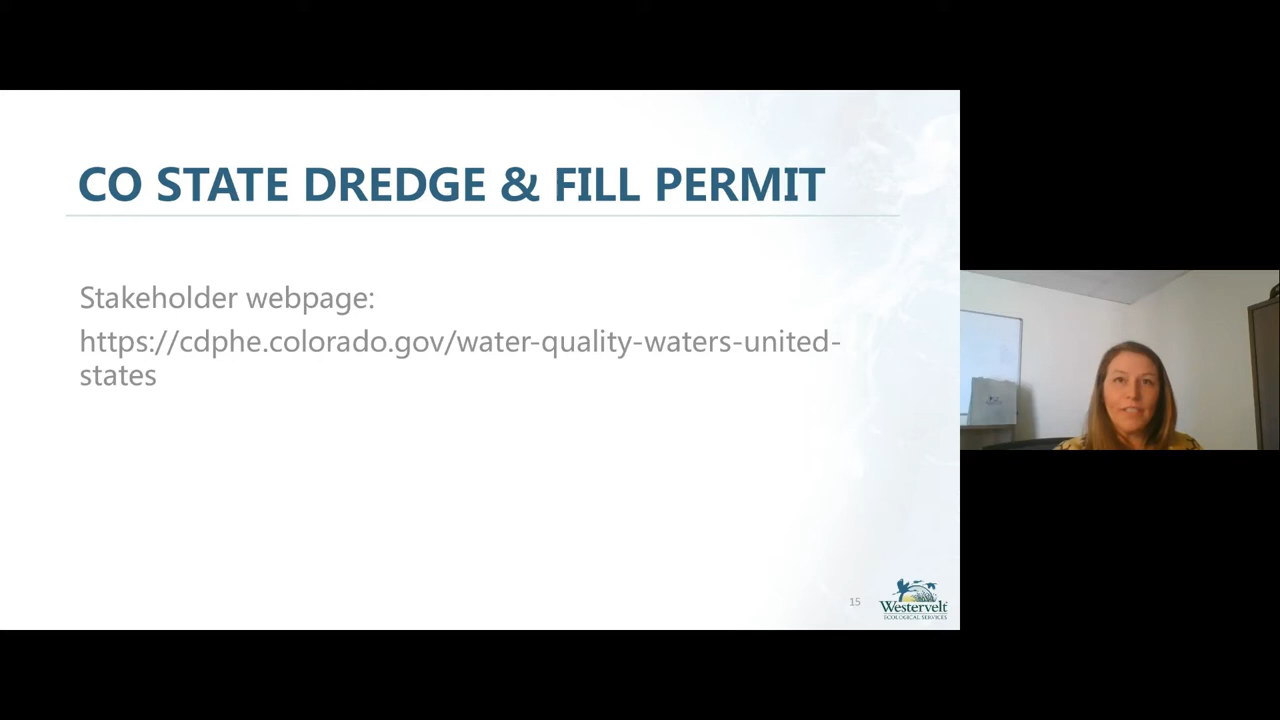 CO STATE DREDGE & FILL PERMIT
Stakeholder webpage:
https://cdphe.colorado.gov/water-quality-waters-united-
states
15
Westervelt
ECOLOGICAL SERVICES